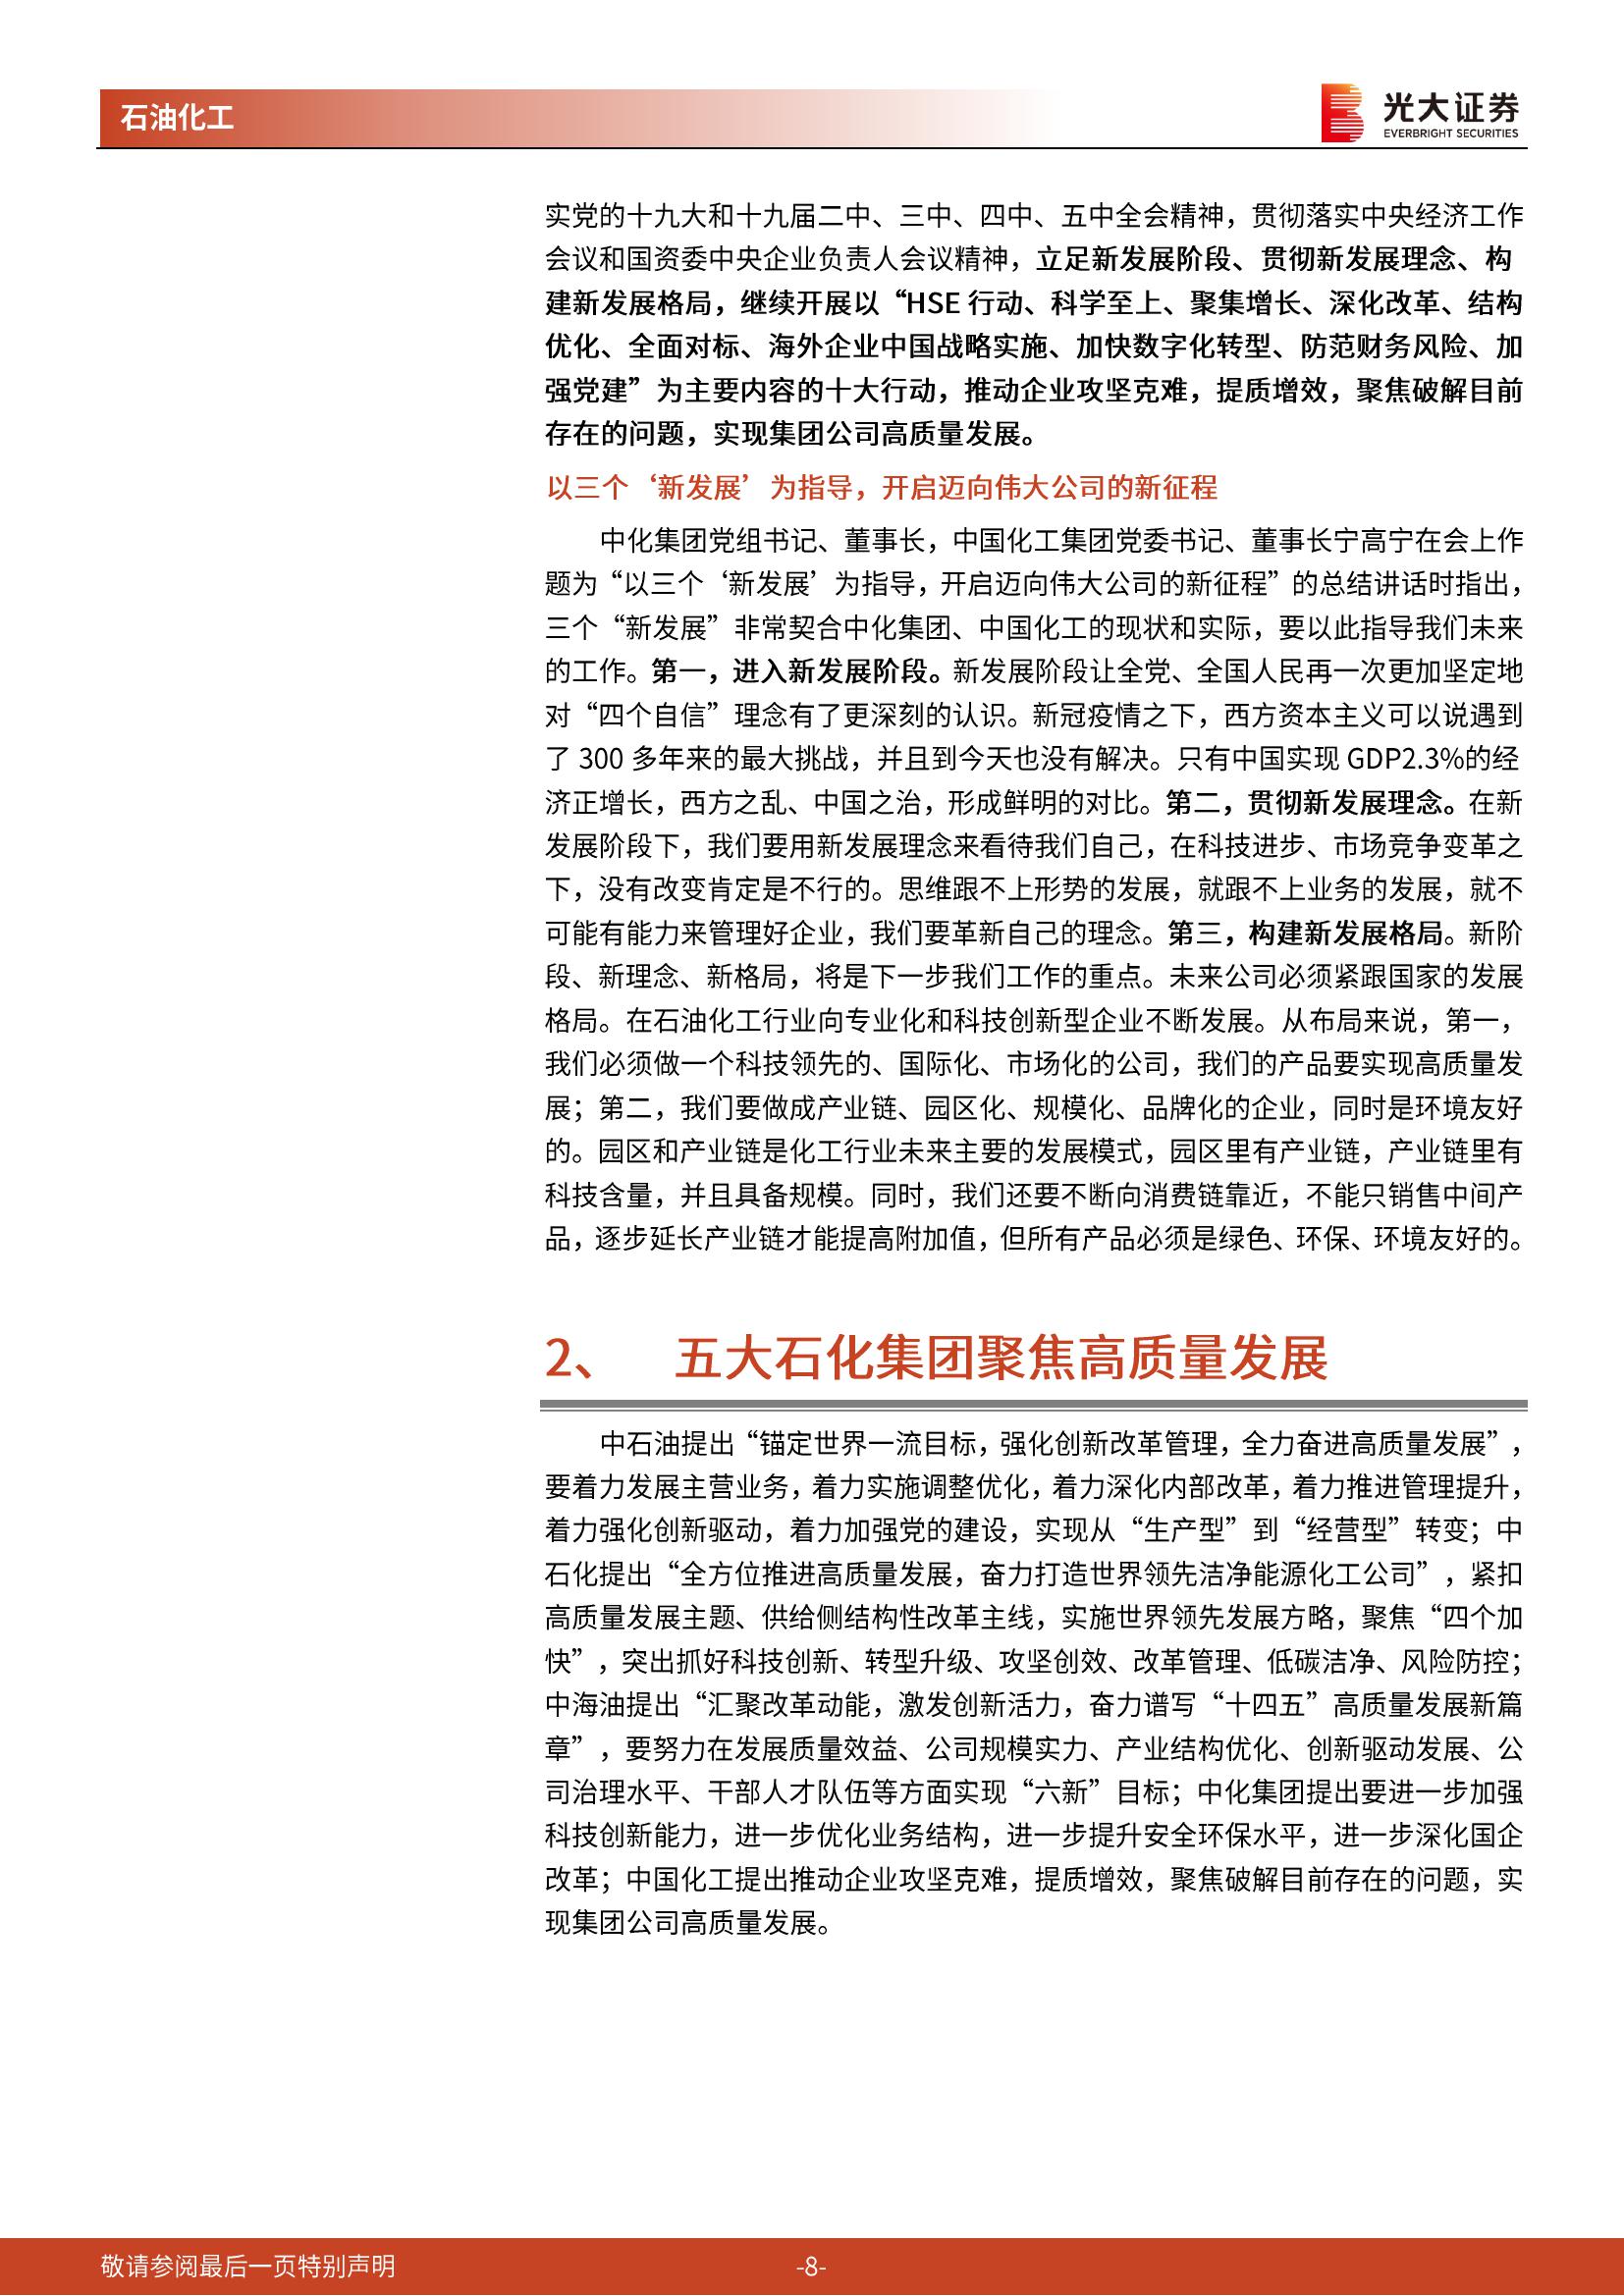 石油化工
光大证券
EVERBRIGHT SECURITIES
实党的十九大和十九届二中、三中、四中、五中全会精神，贯彻落实中央经济工作
会议和国资委中央企业负责人会议精神，立足新发展阶段、贯彻新发展理念、构
建新发展格局，继续开展以“HSE 行动、科学至上、聚集增长、深化改革、结构
优化、全面对标、海外企业中国战略实施、加快数字化转型、防范财务风险、加
强党建”为主要内容的十大行动，推动企业攻坚克难，提质增效，聚焦破解目前
存在的问题，实现集团公司高质量发展。
以三个‘新发展’为指导，开启迈向伟大公司的新征程
中化集团党组书记、董事长，中国化工集团党委书记、董事长宁高宁在会上作
题为“以三个‘新发展’为指导，开启迈向伟大公司的新征程”的总结讲话时指出，
三个“新发展”非常契合中化集团、中国化工的现状和实际，要以此指导我们未来
的工作。第一，进入新发展阶段。新发展阶段让全党、全国人民再一次更加坚定地
对“四个自信”理念有了更深刻的认识。新冠疫情之下，西方资本主义可以说遇到
了 300 多年来的最大挑战，并且到今天也没有解决。只有中国实现 GDP2.3%的经
济正增长，西方之乱、中国之治，形成鲜明的对比。第二，贯彻新发展理念。在新
发展阶段下，我们要用新发展理念来看待我们自己，在科技进步、市场竞争变革之
下，没有改变肯定是不行的。思维跟不上形势的发展，就跟不上业务的发展，就不
可能有能力来管理好企业，我们要革新自己的理念。第三，构建新发展格局。新阶
段、新理念、新格局，将是下一步我们工作的重点。未来公司必须紧跟国家的发展
格局。在石油化工行业向专业化和科技创新型企业不断发展。从布局来说，第一，
我们必须做一个科技领先的、国际化、市场化的公司，我们的产品要实现高质量发
展；第二，我们要做成产业链、园区化、规模化、品牌化的企业，同时是环境友好
的。园区和产业链是化工行业未来主要的发展模式，园区里有产业链，产业链里有
科技含量，并且具备规模。同时，我们还要不断向消费链靠近，不能只销售中间产
品，逐步延长产业链才能提高附加值，但所有产品必须是绿色、环保、环境友好的。
2、 五大石化集团聚焦高质量发展
中石油提出“锚定世界一流目标，强化创新改革管理，全力奋进高质量发展”，
要着力发展主营业务，着力实施调整优化，着力深化内部改革，着力推进管理提升，
着力强化创新驱动，着力加强党的建设，实现从“生产型”到“经营型”转变；中
石化提出“全方位推进高质量发展，奋力打造世界领先洁净能源化工公司”，紧扣
高质量发展主题、供给侧结构性改革主线，实施世界领先发展方略，聚焦“四个加
快”，突出抓好科技创新、转型升级、攻坚创效、改革管理、低碳洁净、风险防控；
中海油提出“汇聚改革动能，激发创新活力，奋力谱写“十四五”高质量发展新篇
章”，要努力在发展质量效益、公司规模实力、产业结构优化、创新驱动发展、公
司治理水平、干部人才队伍等方面实现“六新”目标；中化集团提出要进一步加强
科技创新能力，进一步优化业务结构，进一步提升安全环保水平，进一步深化国企
改革；中国化工提出推动企业攻坚克难，提质增效，聚焦破解目前存在的问题，实
现集团公司高质量发展。
敬请参阅最后一页特别声明
-8-